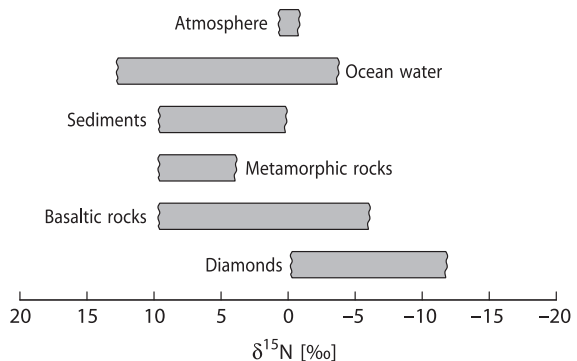 Atmosphere
Ocean water
Sediments
Metamorphic rocks
Basaltic rocks
Diamonds
20 15 10 5 0 –5 –10 –15 –20
δ¹⁵N [‰]